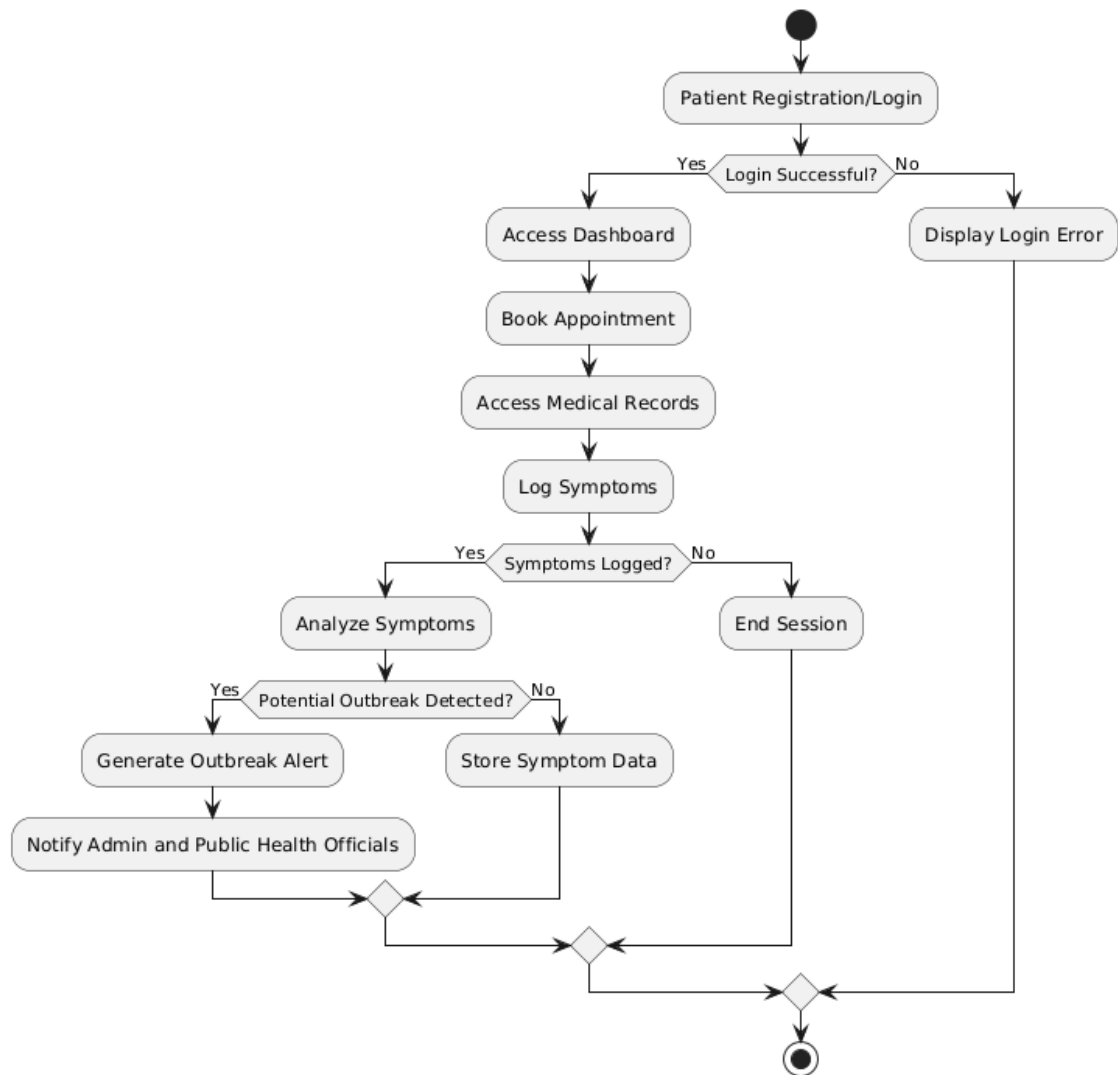 Patient Registration/Login
Yes
Login Successful?
No
Access Dashboard
Display Login Error
Book Appointment
Access Medical Records
Log Symptoms
Yes
Symptoms Logged?
No
Analyze Symptoms
End Session
Yes
Potential Outbreak Detected?
No
Generate Outbreak Alert
Store Symptom Data
Notify Admin and Public Health Officials